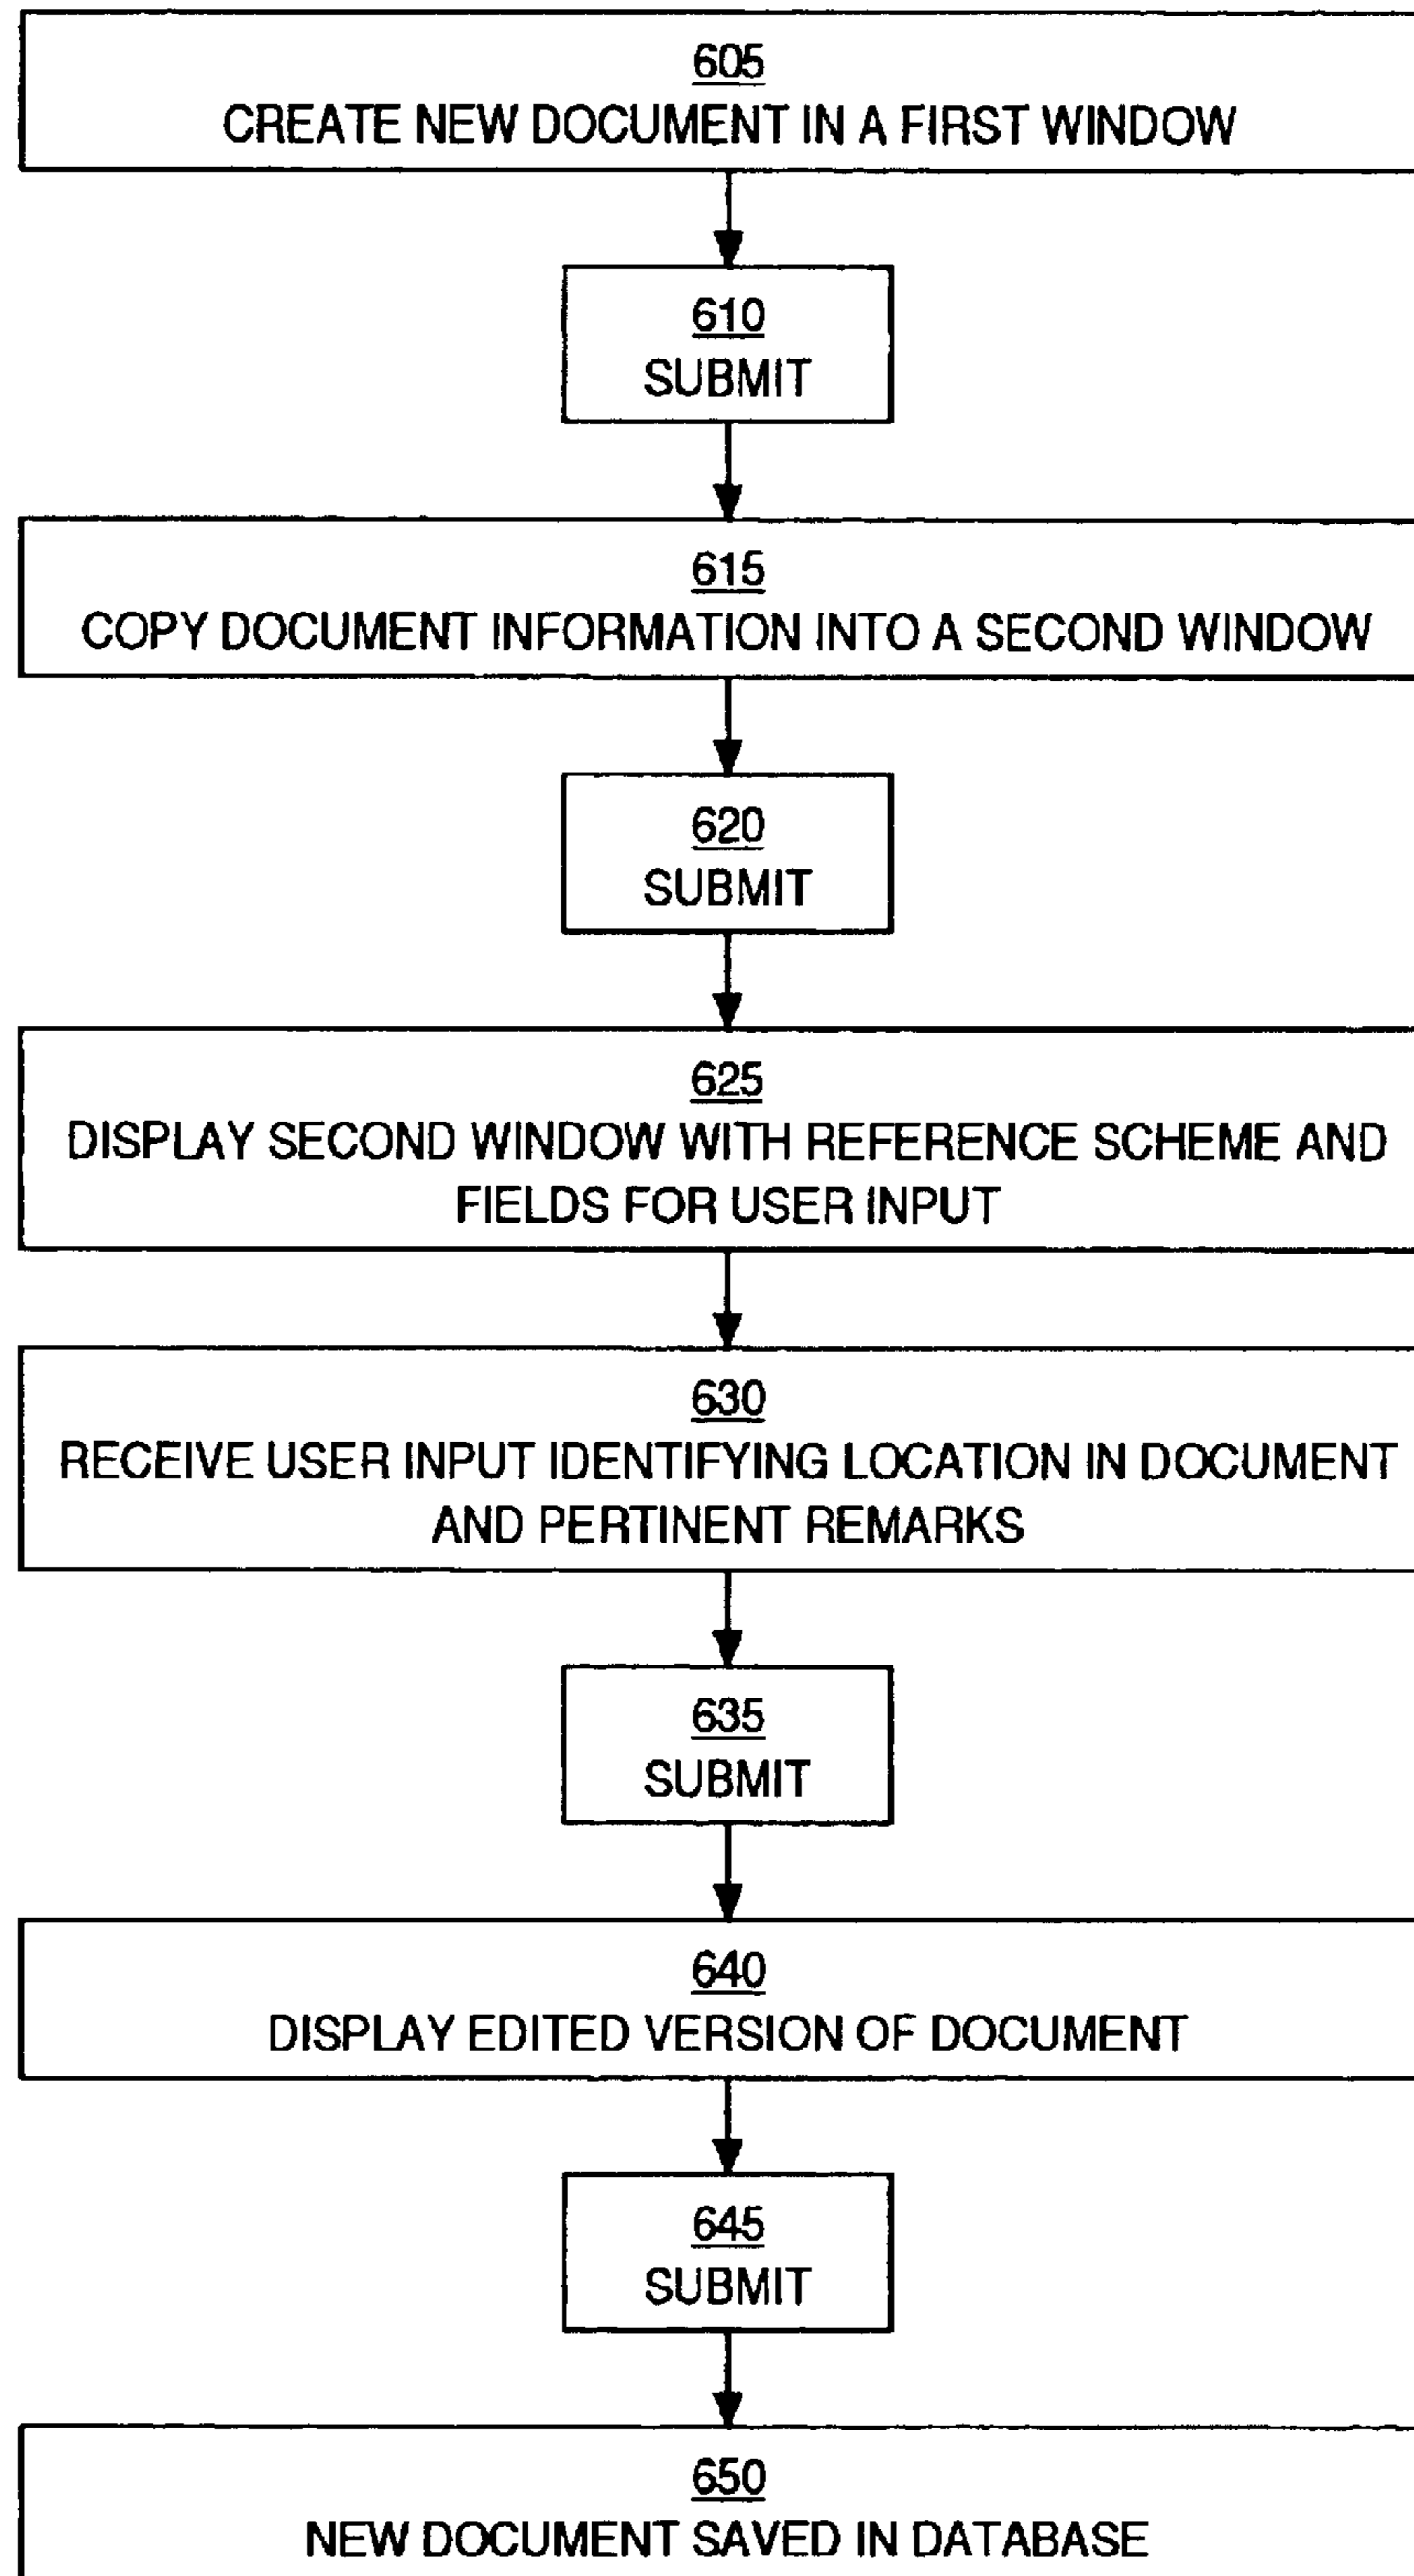 605
CREATE NEW DOCUMENT IN A FIRST WINDOW
610
SUBMIT
615
COPY DOCUMENT INFORMATION INTO A SECOND WINDOW
620
SUBMIT
625
DISPLAY SECOND WINDOW WITH REFERENCE SCHEME AND
FIELDS FOR USER INPUT
630
RECEIVE USER INPUT IDENTIFYING LOCATION IN DOCUMENT
AND PERTINENT REMARKS
635
SUBMIT
640
DISPLAY EDITED VERSION OF DOCUMENT
645
SUBMIT
650
NEW DOCUMENT SAVED IN DATABASE